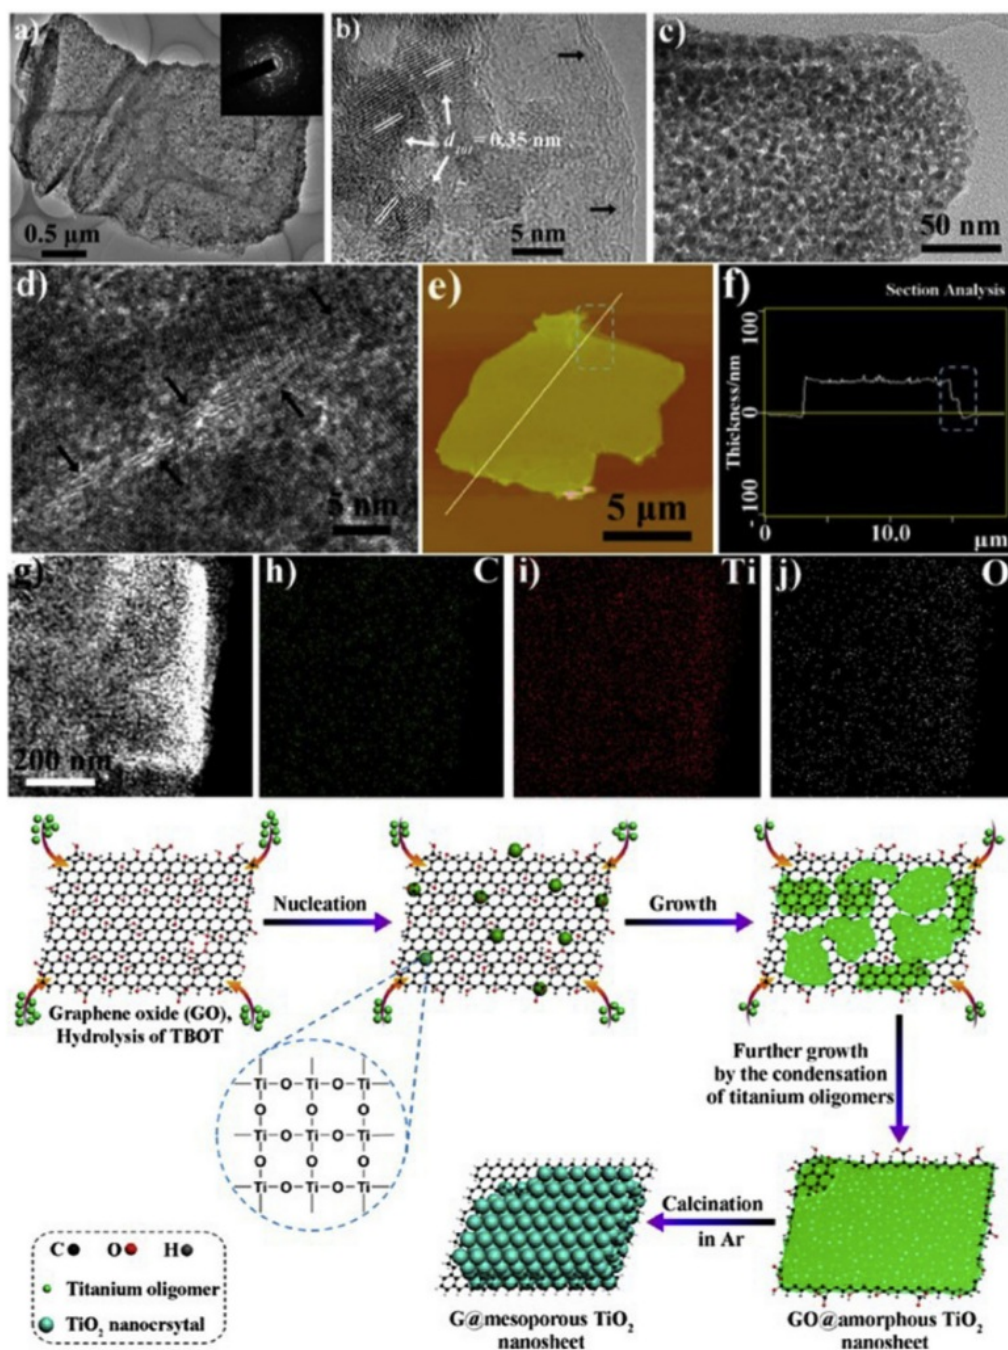 a)
0.5 μm
b)
d101 = 0.35 nm
5 nm
c)
50 nm
d)
5 nm
e)
5 μm
f)
Section Analysis
Thickness/nm
100
0
-100
0
10.0
μm
g)
200 nm
h)
C
i)
Ti
j)
O
Nucleation
Growth
Graphene oxide (GO),
Hydrolysis of TBOT
Further growth
by the condensation
of titanium oligomers
Ti O Ti O Ti
O O O
Ti O Ti O Ti
O O O
Ti O Ti O Ti
Calcination
in Ar
C O H
Titanium oligomer
TiO2 nanocrsytal
G@mesoporous TiO2
nanosheet
GO@amorphous TiO2
nanosheet